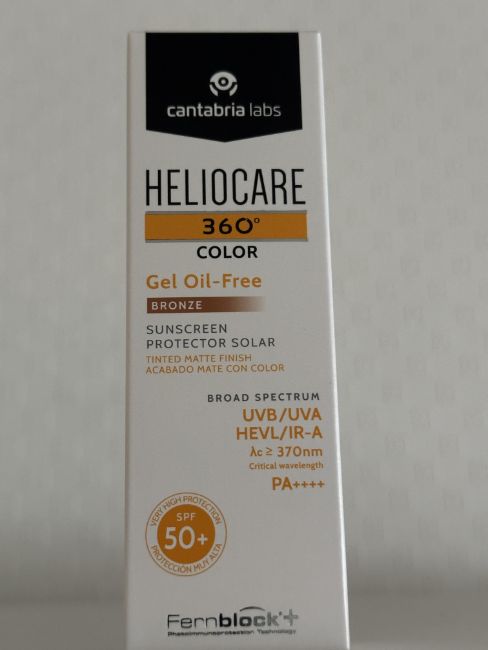 cantabria labs
HELIOCARE
360°
COLOR
Gel Oil-Free
BRONZE
SUNSCREEN
PROTECTOR SOLAR
TINTED MATTE FINISH
ACABADO MATE CON COLOR
BROAD SPECTRUM
UVB/UVA
HEVL/IR-A
λc ≥ 370nm
Critical wavelength
PA++++
VERY HIGH PROTECTION
SPF
50+
PROTECCIÓN MUY ALTA
Fernblock®+
Photoimmunoprotection Technology